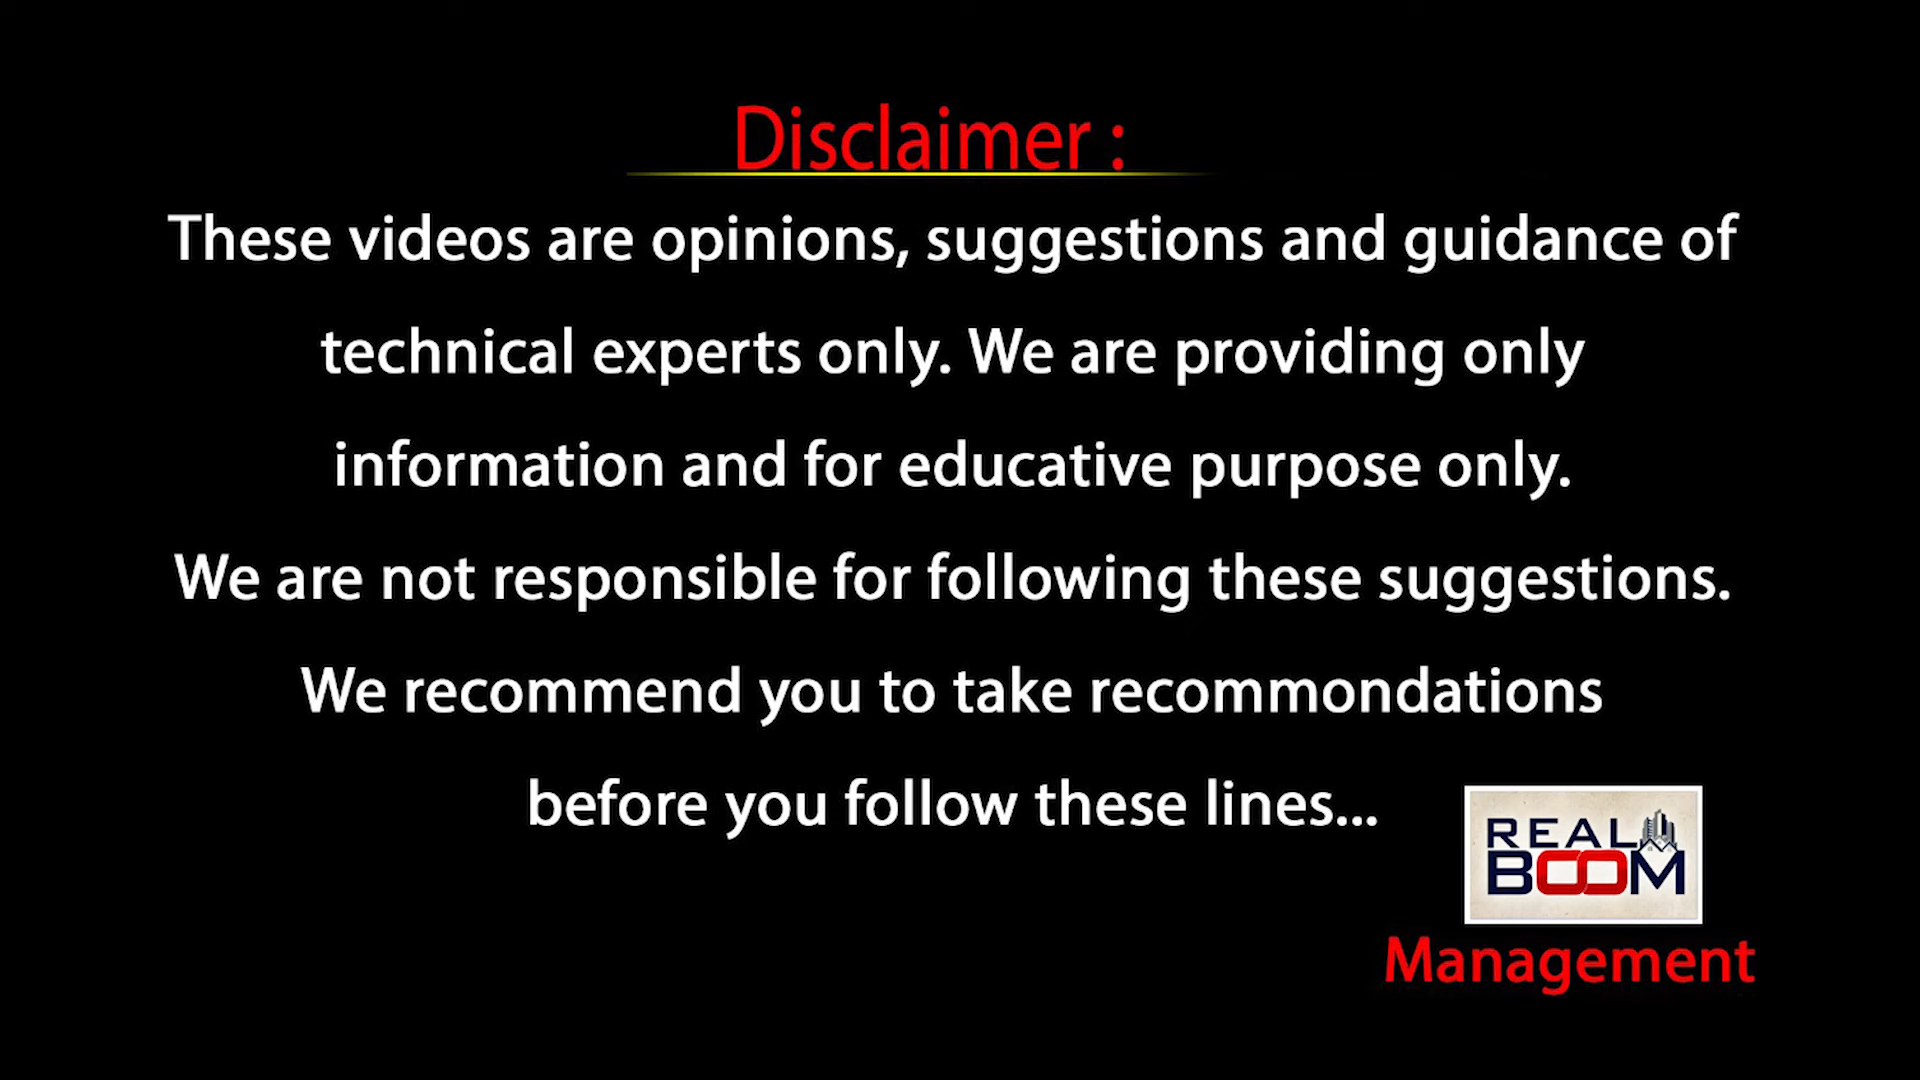 Disclaimer :
These videos are opinions, suggestions and guidance of
technical experts only. We are providing only
information and for educative purpose only.
We are not responsible for following these suggestions.
We recommend you to take recommondations
before you follow these lines...
REAL
BOOM
Management